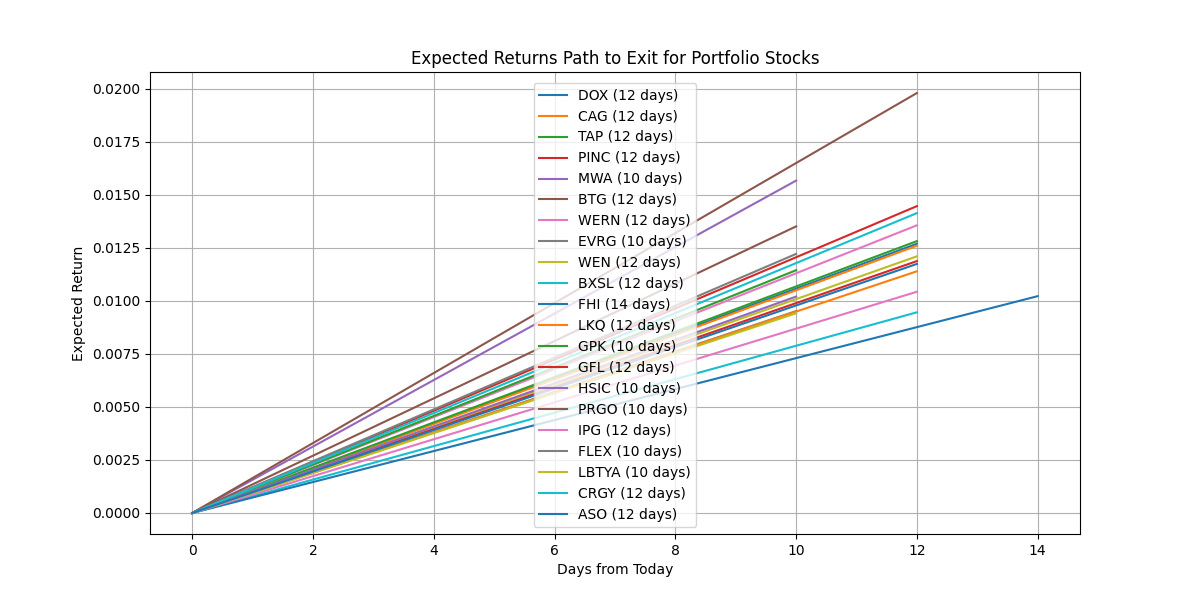 Expected Returns Path to Exit for Portfolio Stocks
Expected Return
0.0200
0.0175
0.0150
0.0125
0.0100
0.0075
0.0050
0.0025
0.0000
DOX (12 days)
CAG (12 days)
TAP (12 days)
PINC (12 days)
MWA (10 days)
BTG (12 days)
WERN (12 days)
EVRG (10 days)
WEN (12 days)
BXSL (12 days)
FHI (14 days)
LKQ (12 days)
GPK (10 days)
GFL (12 days)
HSIC (10 days)
PRGO (10 days)
IPG (12 days)
FLEX (10 days)
LBTYA (10 days)
CRGY (12 days)
ASO (12 days)
0 2 4 6 8 10 12 14
Days from Today